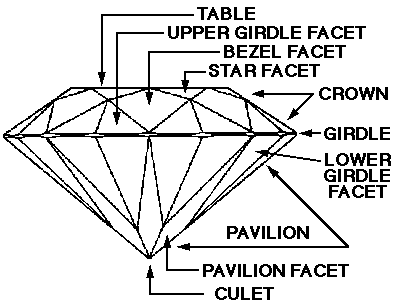 TABLE
UPPER GIRDLE FACET
BEZEL FACET
STAR FACET
CROWN
GIRDLE
LOWER
GIRDLE
FACET
PAVILION
PAVILION FACET
CULET